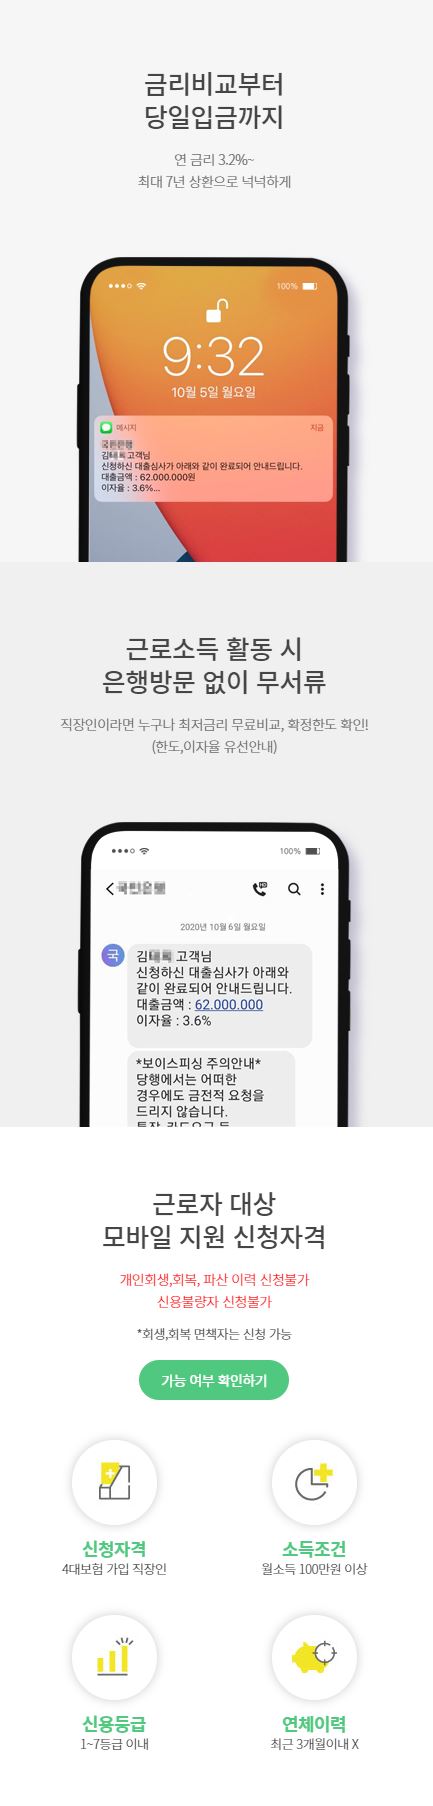 금리비교부터
당일입금까지
연 금리 3.2%~
최대 7년 상환으로 넉넉하게
100%
9:32
10월 5일 월요일
메시지 지금
김 고객님
신청하신 대출심사가 아래와 같이 완료되어 안내드립니다.
대출금액 : 62.000.000원
이자율 : 3.6%...
근로소득 활동 시
은행방문 없이 무서류
직장인이라면 누구나 최저금리 무료비교, 확정한도 확인!
(한도,이자율 유선안내)
100%
2020년 10월 6일 월요일
국
김 고객님
신청하신 대출심사가 아래와
같이 완료되어 안내드립니다.
대출금액 : 62.000.000
이자율 : 3.6%
*보이스피싱 주의안내*
당행에서는 어떠한
경우에도 금전적 요청을
드리지 않습니다.
근로자 대상
모바일 지원 신청자격
개인회생,회복, 파산 이력 신청불가
신용불량자 신청불가
*회생,회복 면책자는 신청 가능
가능 여부 확인하기
신청자격
4대보험 가입 직장인
소득조건
월소득 100만원 이상
신용등급
1~7등급 이내
연체이력
최근 3개월이내 X